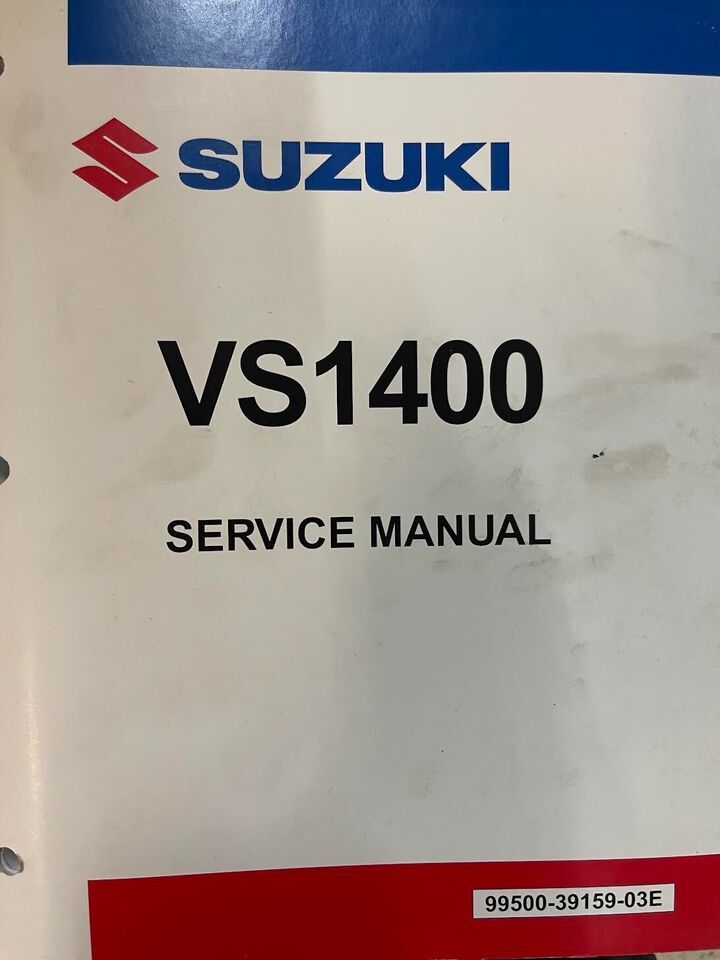 SUZUKI
VS1400
SERVICE MANUAL
99500-39159-03E